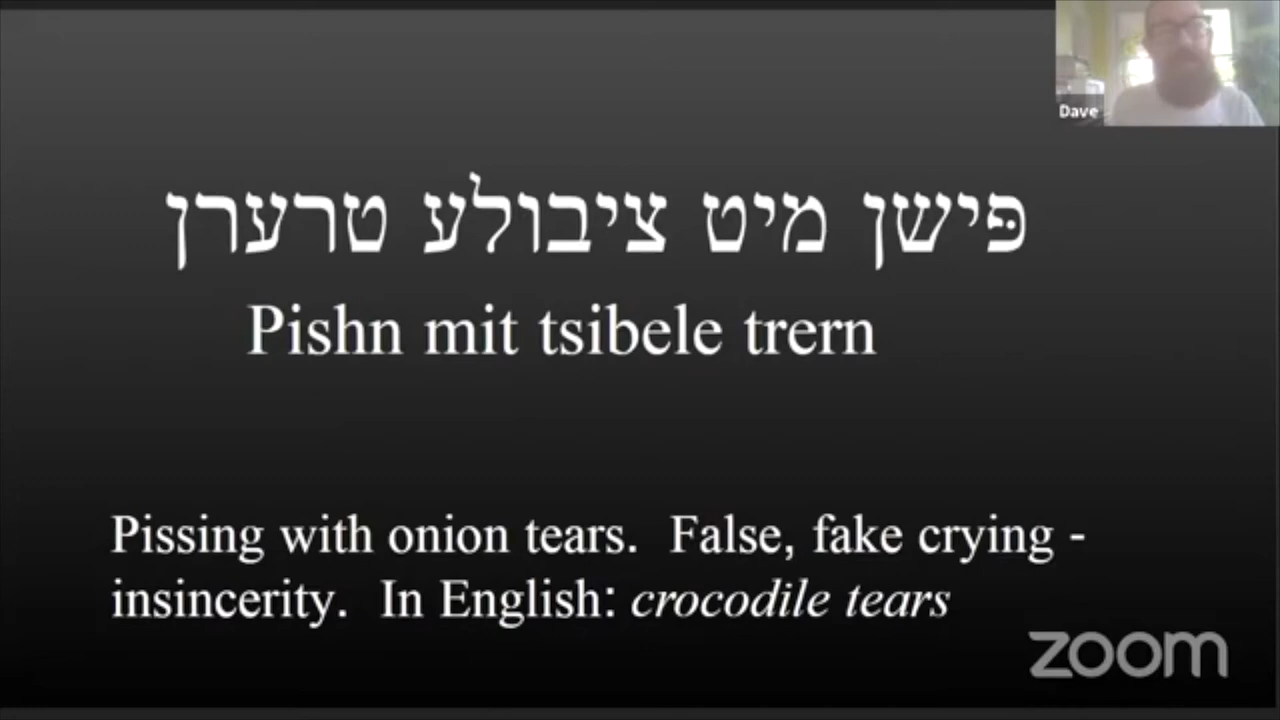 Dave
פּישן מיט ציבולע טרערן
Pishn mit tsibele trern
Pissing with onion tears.  False, fake crying -
insincerity.  In English: crocodile tears
zoom